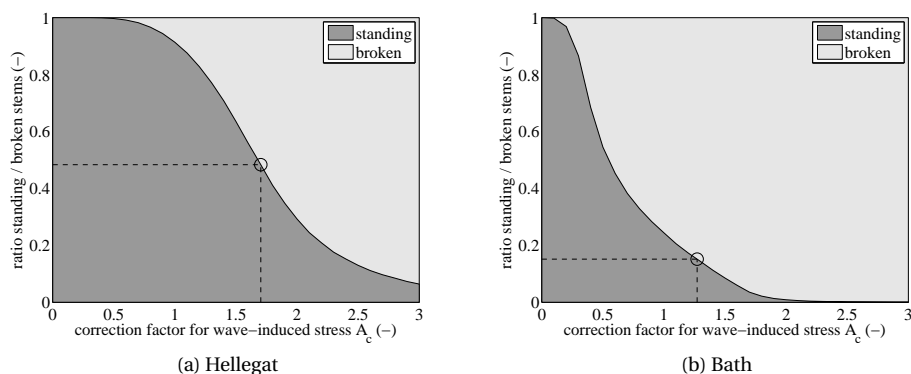 ratio standing / broken stems (−)
1
0.8
0.6
0.4
0.2
0
0 0.5 1 1.5 2 2.5 3
correction factor for wave−induced stress A_c (−)
standing
broken
(a) Hellegat
ratio standing / broken stems (−)
1
0.8
0.6
0.4
0.2
0
0 0.5 1 1.5 2 2.5 3
correction factor for wave−induced stress A_c (−)
standing
broken
(b) Bath